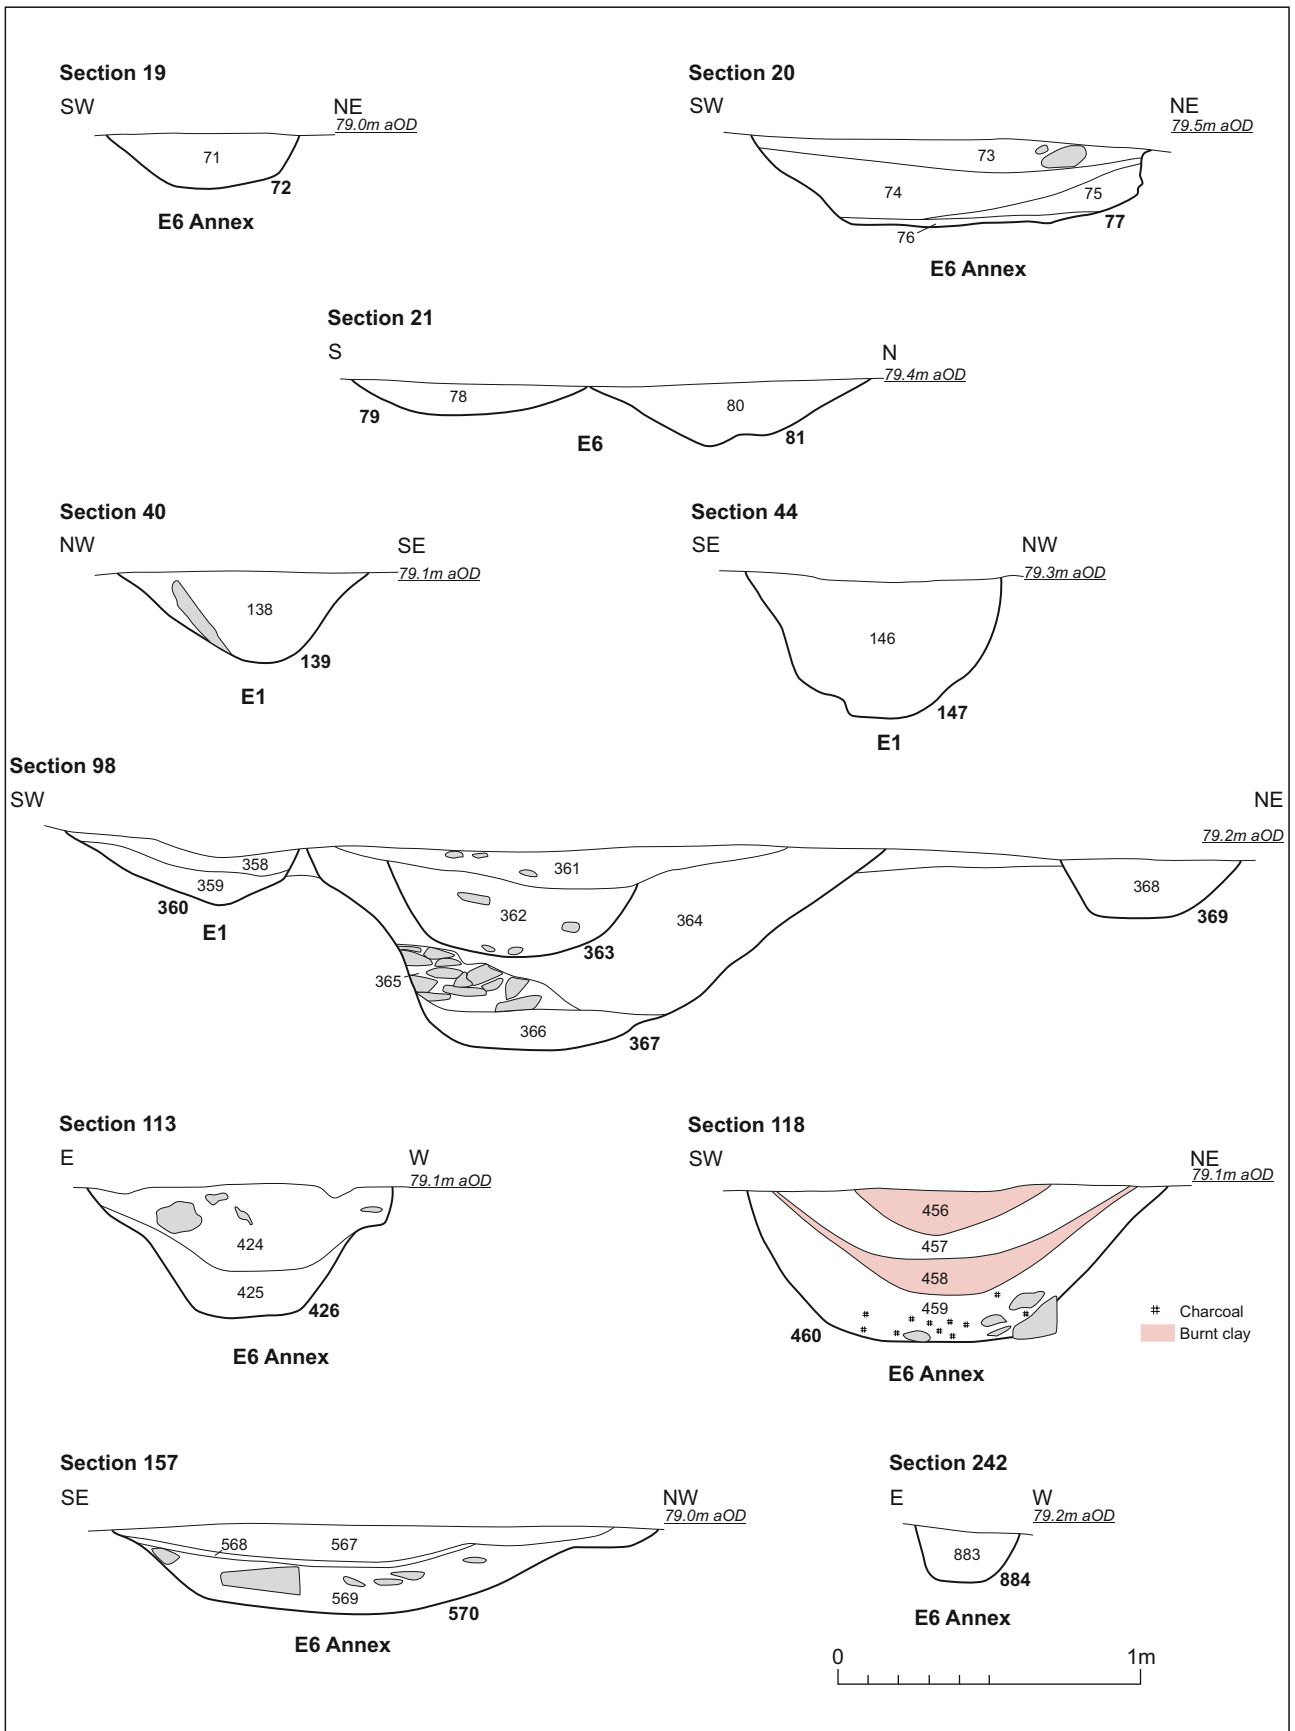 Section 19
SW NE
79.0m aOD
71
72
E6 Annex
Section 20
SW NE
79.5m aOD
73
74 75
76 77
E6 Annex
Section 21
S N
79.4m aOD
78 80
79 81
E6
Section 40
NW SE
79.1m aOD
138
139
E1
Section 44
SE NW
79.3m aOD
146
147
E1
Section 98
SW NE
79.2m aOD
358
359
360
E1
361
362
363
364
365
366
367
368
369
Section 113
E W
79.1m aOD
424
425
426
E6 Annex
Section 118
SW NE
79.1m aOD
456
457
458
459
460
E6 Annex
# Charcoal
Burnt clay
Section 157
SE NW
79.0m aOD
568 567
569
570
E6 Annex
Section 242
E W
79.2m aOD
883
884
E6 Annex
0 1m